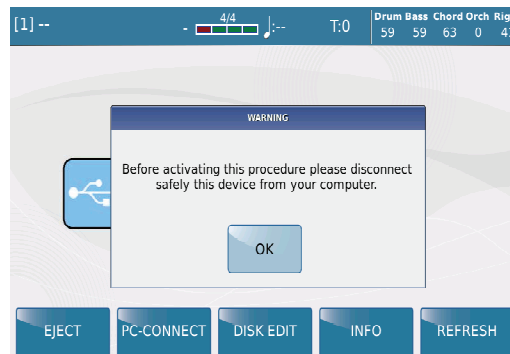 [1] -- - 4/4 :-- T:0 Drum Bass Chord Orch
59 59 63 0
WARNING
Before activating this procedure please disconnect
safely this device from your computer.
OK
EJECT PC-CONNECT DISK EDIT INFO REFRESH